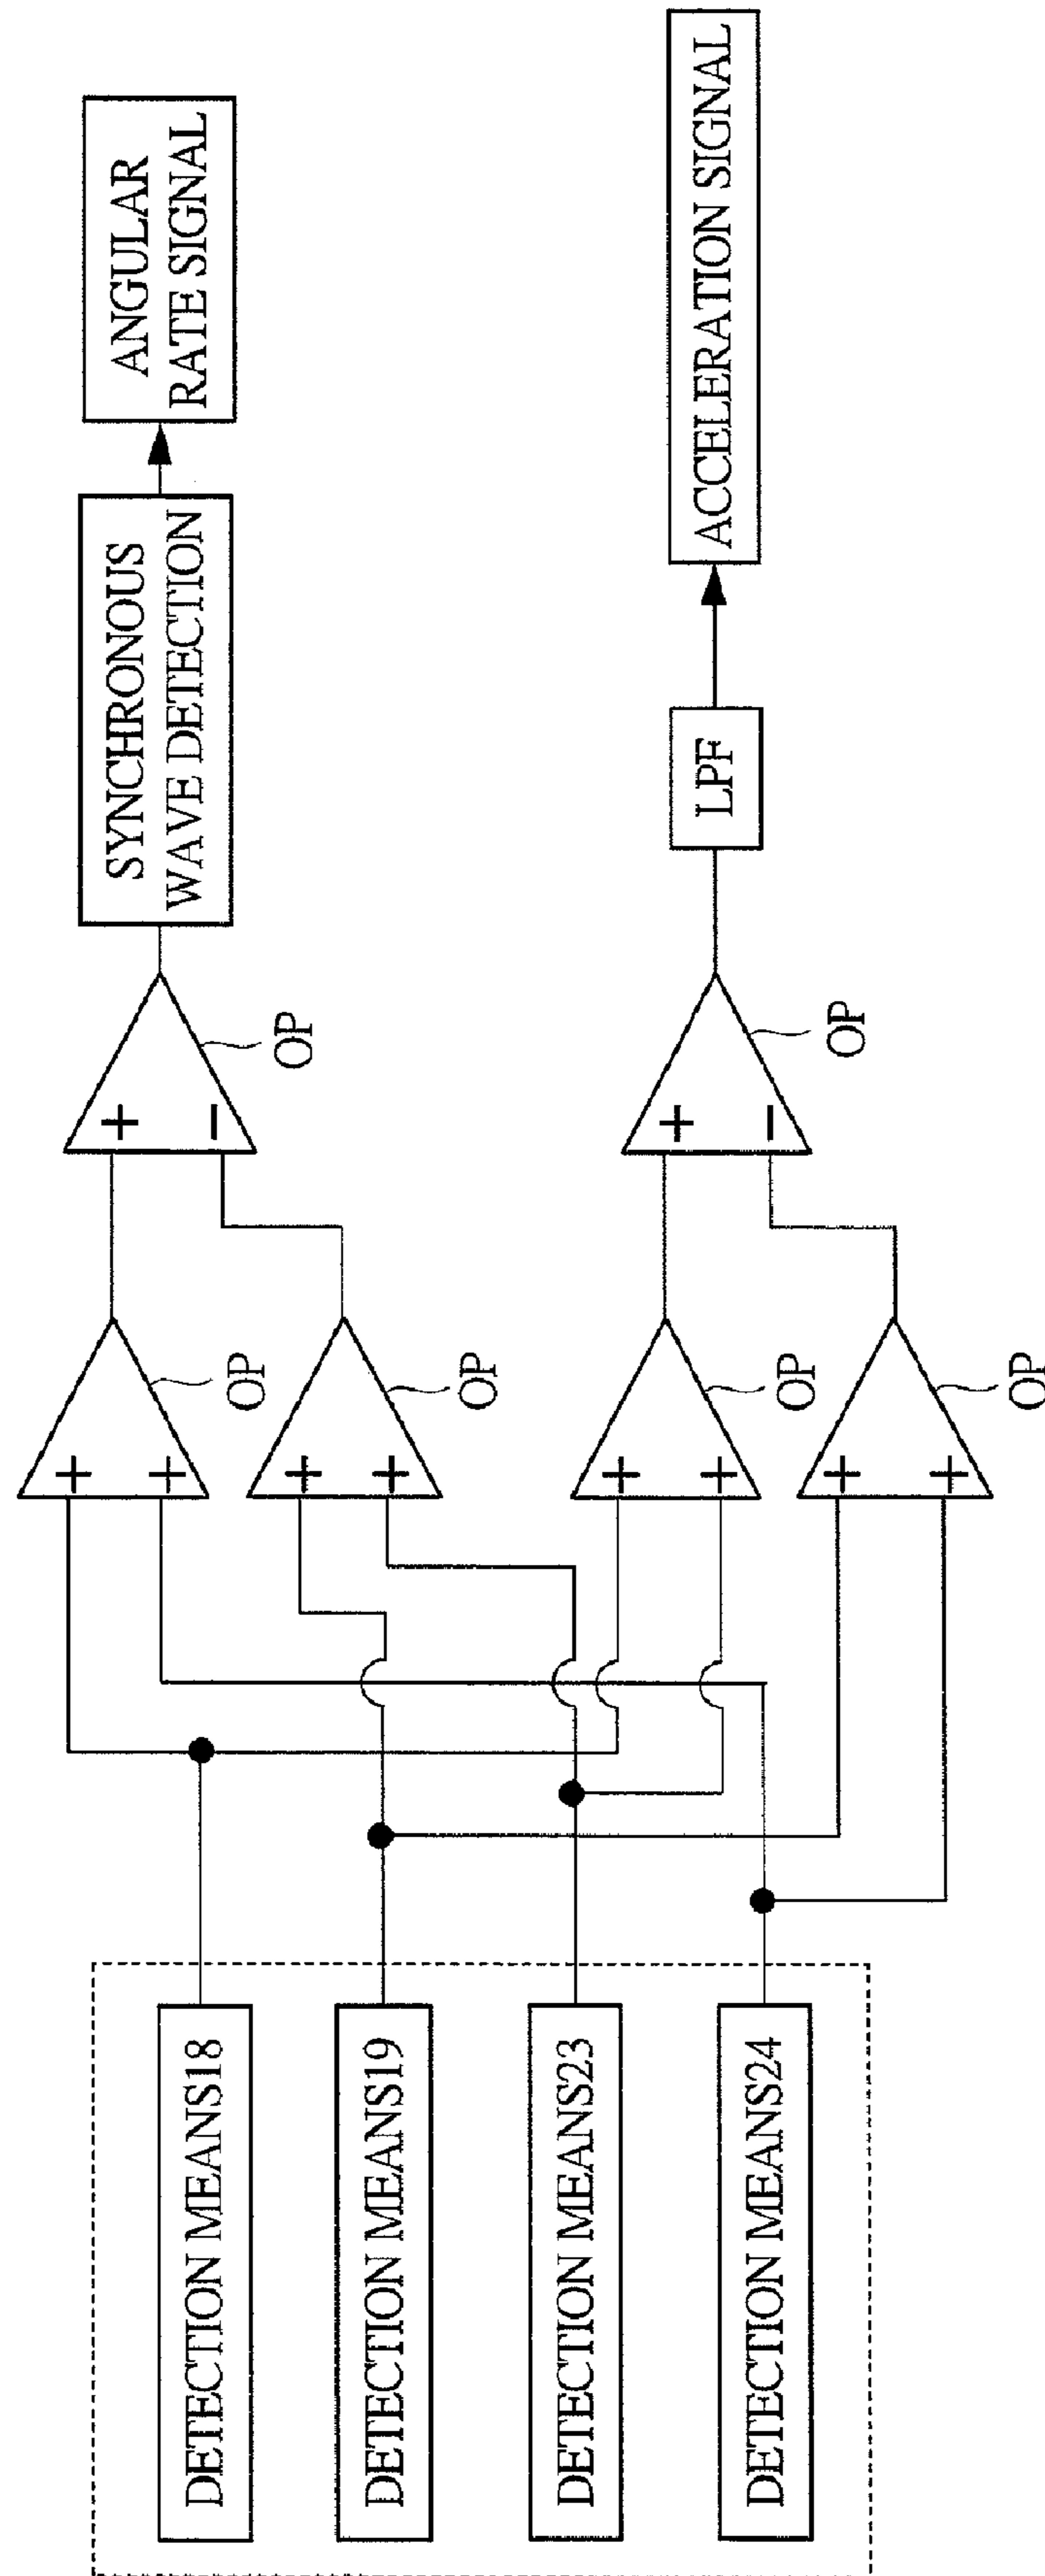 DETECTION MEANS18
DETECTION MEANS19
DETECTION MEANS23
DETECTION MEANS24
+
+
OP
+
+
OP
+
+
OP
+
+
OP
+
−
OP
+
−
OP
SYNCHRONOUS
WAVE DETECTION
ANGULAR
RATE SIGNAL
LPF
ACCELERATION SIGNAL